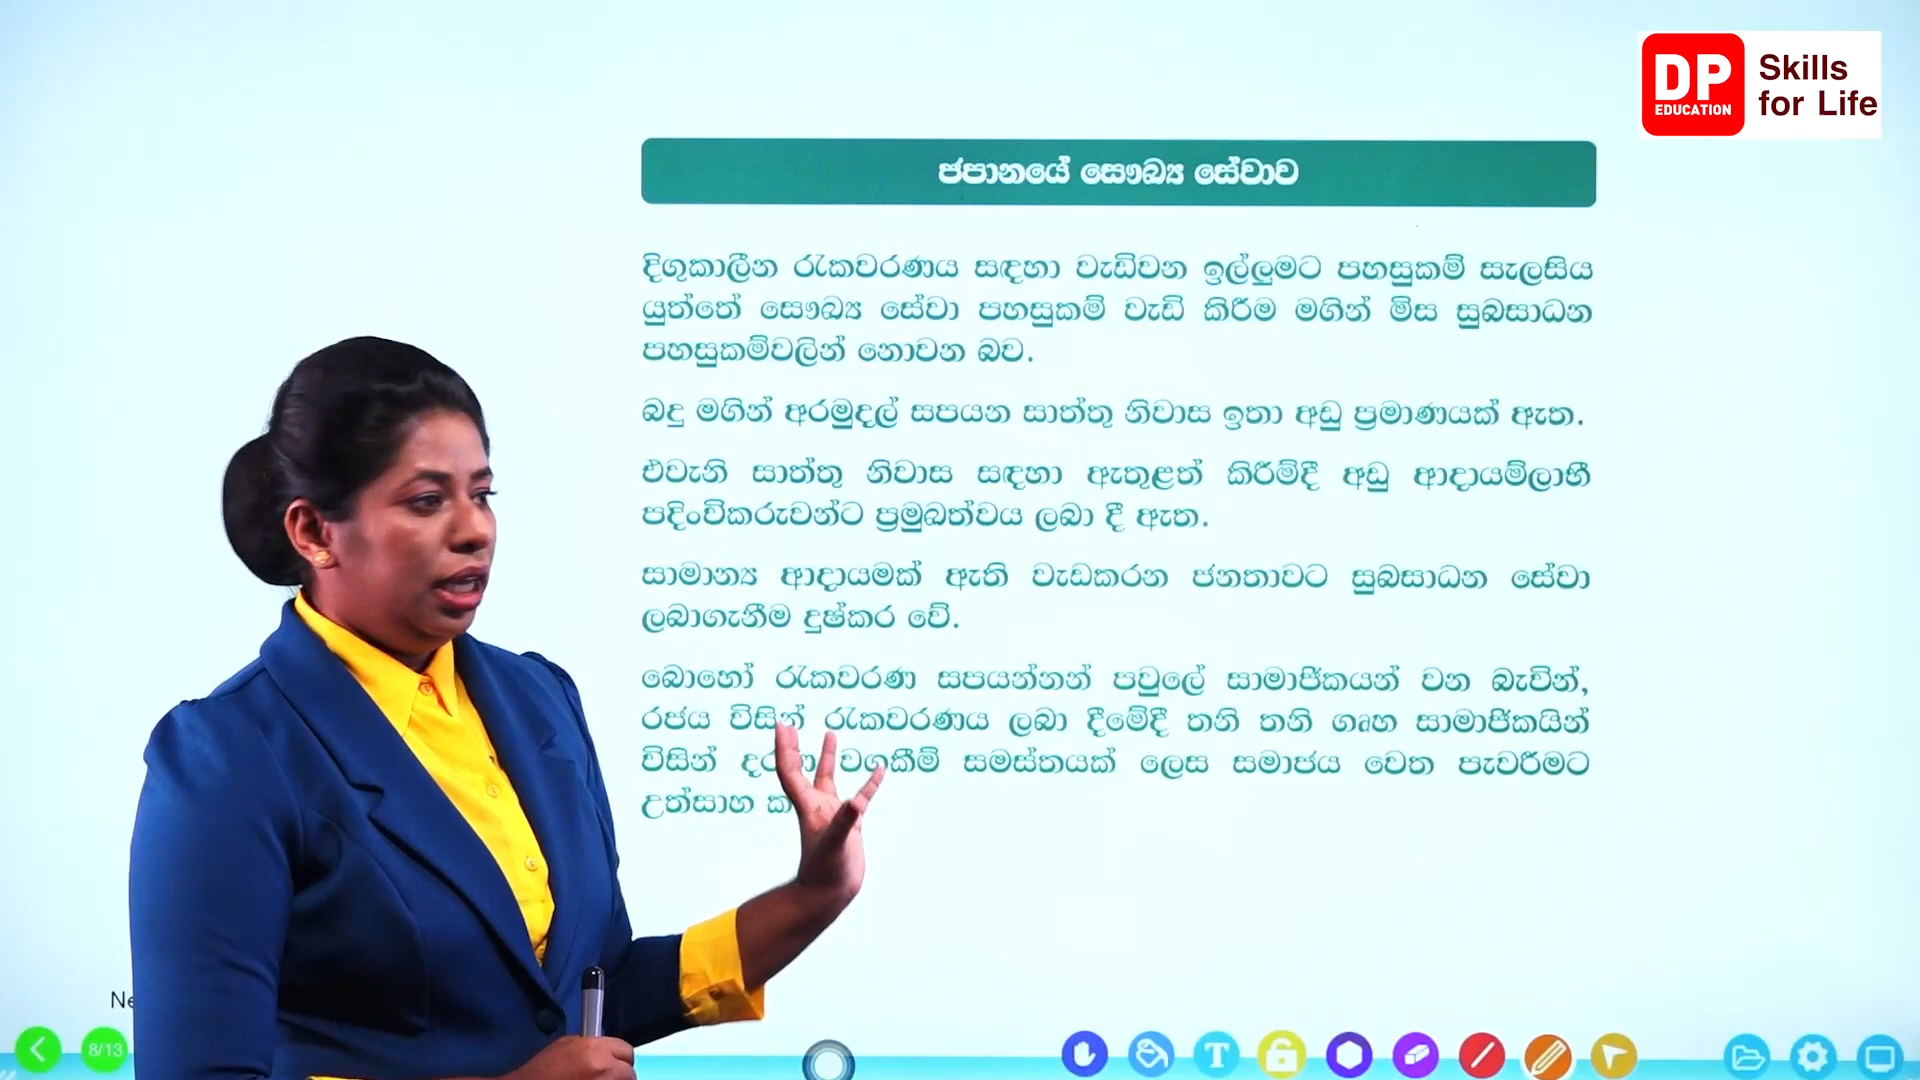 DP
EDUCATION
Skills
for Life
ජපානයේ සෞඛ්‍ය සේවාව
දිගුකාලීන රැකවරණය සඳහා වැඩිවන ඉල්ලුමට පහසුකම් සැලසිය
යුත්තේ සෞඛ්‍ය සේවා පහසුකම් වැඩි කිරීම මගින් මිස සුබසාධන
පහසුකම්වලින් නොවන බව.
බදු මගින් අරමුදල් සපයන සාත්තු නිවාස ඉතා අඩු ප්‍රමාණයක් ඇත.
එවැනි සාත්තු නිවාස සඳහා ඇතුළත් කිරීම්දී අඩු ආදායම්ලාභී
පදිංචිකරුවන්ට ප්‍රමුඛත්වය ලබා දී ඇත.
සාමාන්‍ය ආදායමක් ඇති වැඩකරන ජනතාවට සුබසාධන සේවා
ලබාගැනීම දුෂ්කර වේ.
බොහෝ රැකවරණ සපයන්නන් පවුලේ සාමාජිකයන් වන බැවින්,
රජය විසින් රැකවරණය ලබා දීමේදී තනි තනි ගෘහ සාමාජිකයින්
විසින් වගකීම් සමස්තයක් ලෙස සමාජය වෙත පැවරීමට
උත්සාහ
8/13
T